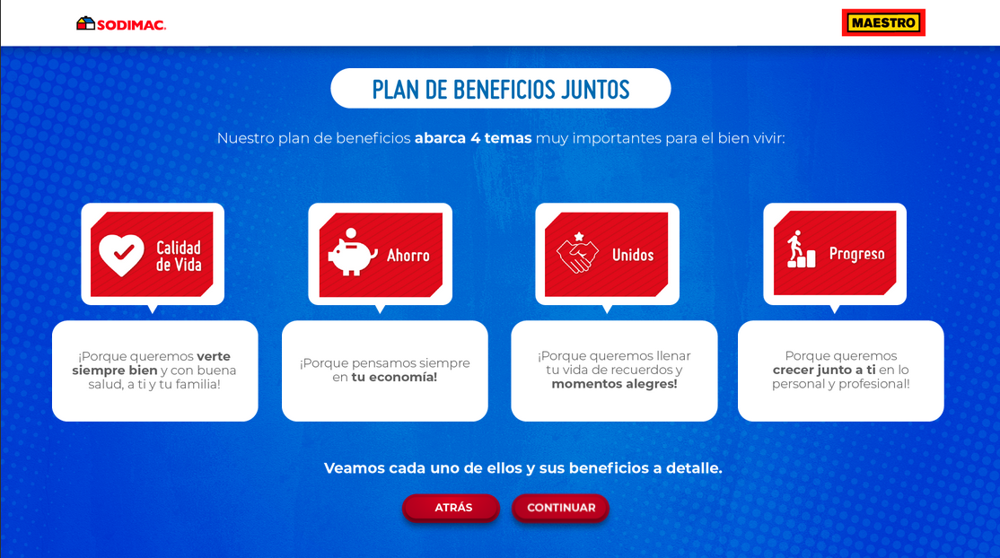 SODIMAC
MAESTRO
PLAN DE BENEFICIOS JUNTOS
Nuestro plan de beneficios abarca 4 temas muy importantes para el bien vivir:
Calidad
de Vida
Ahorro
Unidos
Progreso
¡Porque queremos verte
siempre bien y con buena
salud, a ti y tu familia!
¡Porque pensamos siempre
en tu economía!
¡Porque queremos llenar
tu vida de recuerdos y
momentos alegres!
Porque queremos
crecer junto a ti en lo
personal y profesional!
Veamos cada uno de ellos y sus beneficios a detalle.
ATRÁS
CONTINUAR